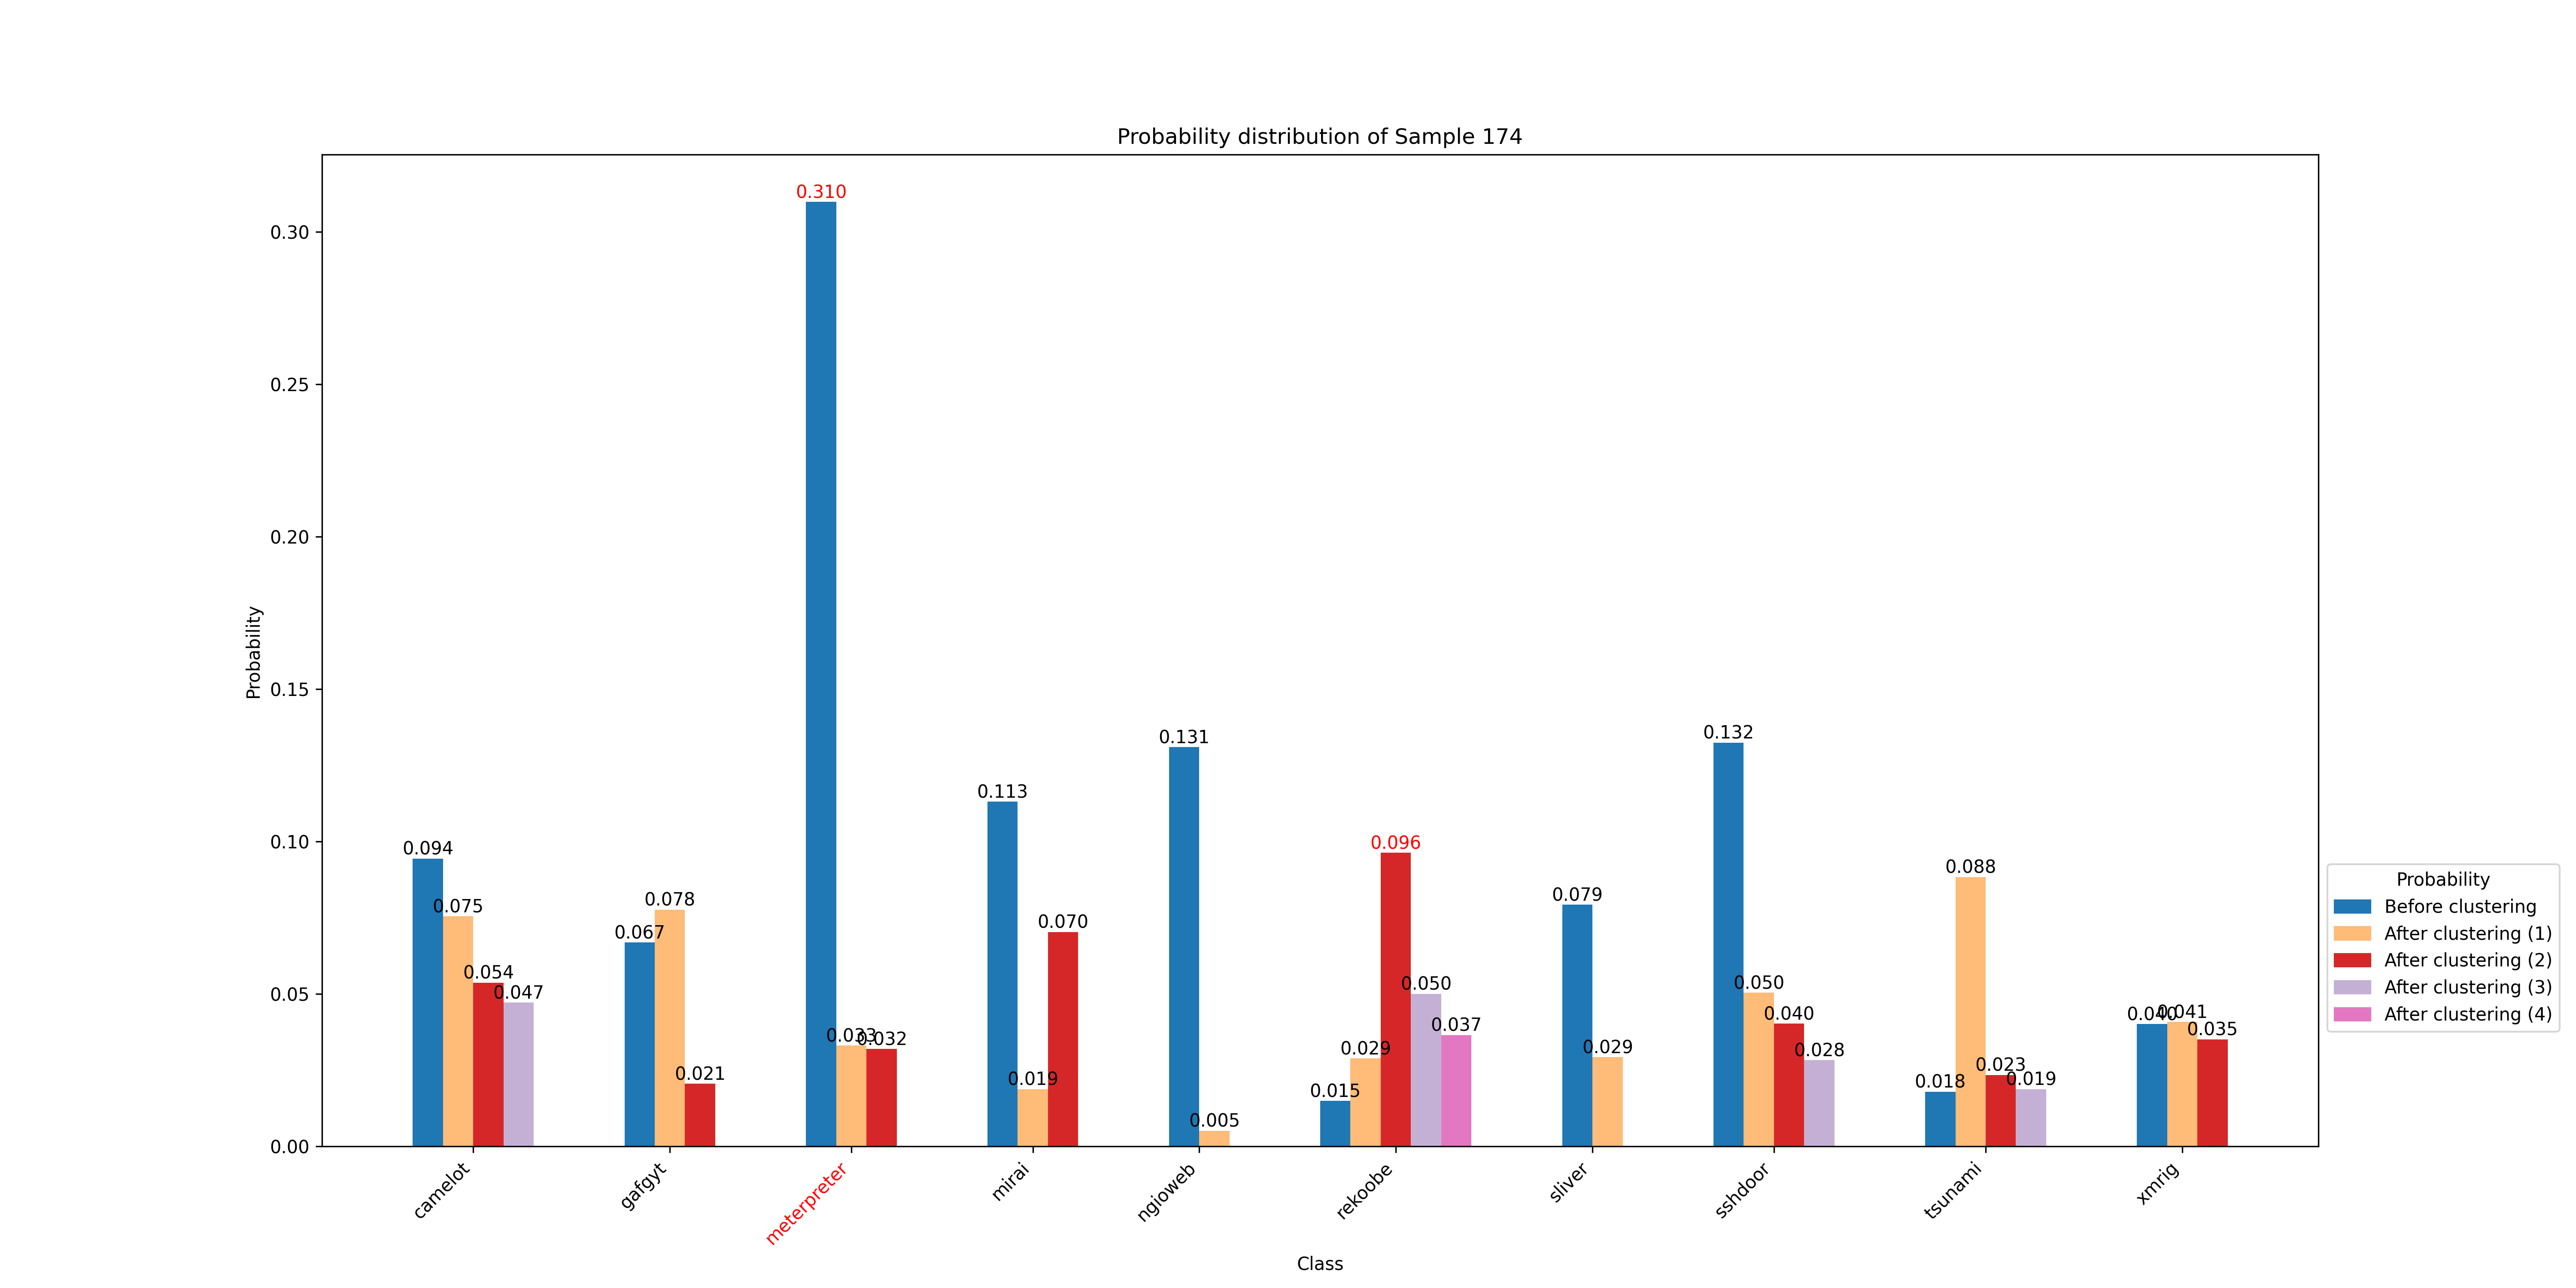 Probability distribution of Sample 174
Probability
0.30
0.25
0.20
0.15
0.10
0.05
0.00
0.094
0.075
0.054
0.047
0.067
0.078
0.021
0.310
0.033
0.032
0.113
0.019
0.070
0.131
0.005
0.015
0.029
0.096
0.050
0.037
0.079
0.029
0.132
0.050
0.040
0.028
0.018
0.088
0.023
0.019
0.040
0.041
0.035
camelot
gafgyt
meterpreter
mirai
ngioweb
rekoobe
sliver
sshdoor
tsunami
xmrig
Class
Probability
Before clustering
After clustering (1)
After clustering (2)
After clustering (3)
After clustering (4)